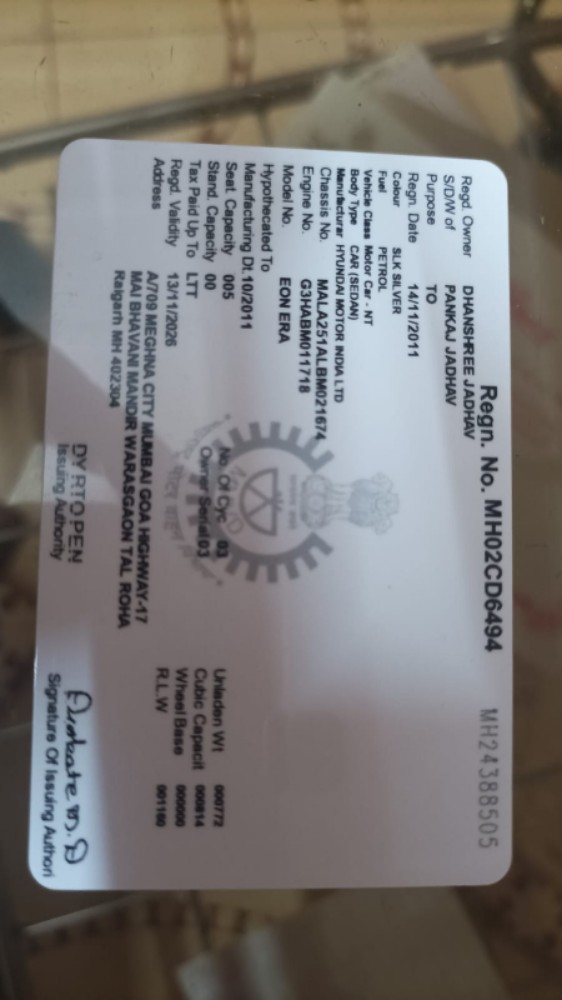 Regn. No. MH02CD6494 MH24388505
Regd. Owner DHANSHREE JADHAV
S/D/W of PANKAJ JADHAV
Purpose TO
Regn. Date 14/11/2011
Colour SLK SILVER
Fuel PETROL
Vehicle Class Motor Car - NT
Body Type CAR (SEDAN)
Manufacturar HYUNDAI MOTOR INDIA LTD
Chassis No. MALA251ALBM021674
Engine No. G3HABM011718
Model No. EON ERA
Hypothecated To
Manufacturing Dt. 10/2011
Seat. Capacity 005 No. Of Cyc. 03 Unladen Wt 000772
Stand. Capacity 00 Owner Serial 03 Cubic Capacit 000814
Tax Paid Up To LTT Wheel Base 000000
Regd. Validity 13/11/2026 R.L.W 001160
Address A/709 MEGHNA CITY MUMBAI GOA HIGHWAY-17
MAI BHAVANI MANDIR WARASGAON TAL ROHA
Raigarh MH 402304
DY RTO PEN
Issuing Authority Signature Of Issuing Authori